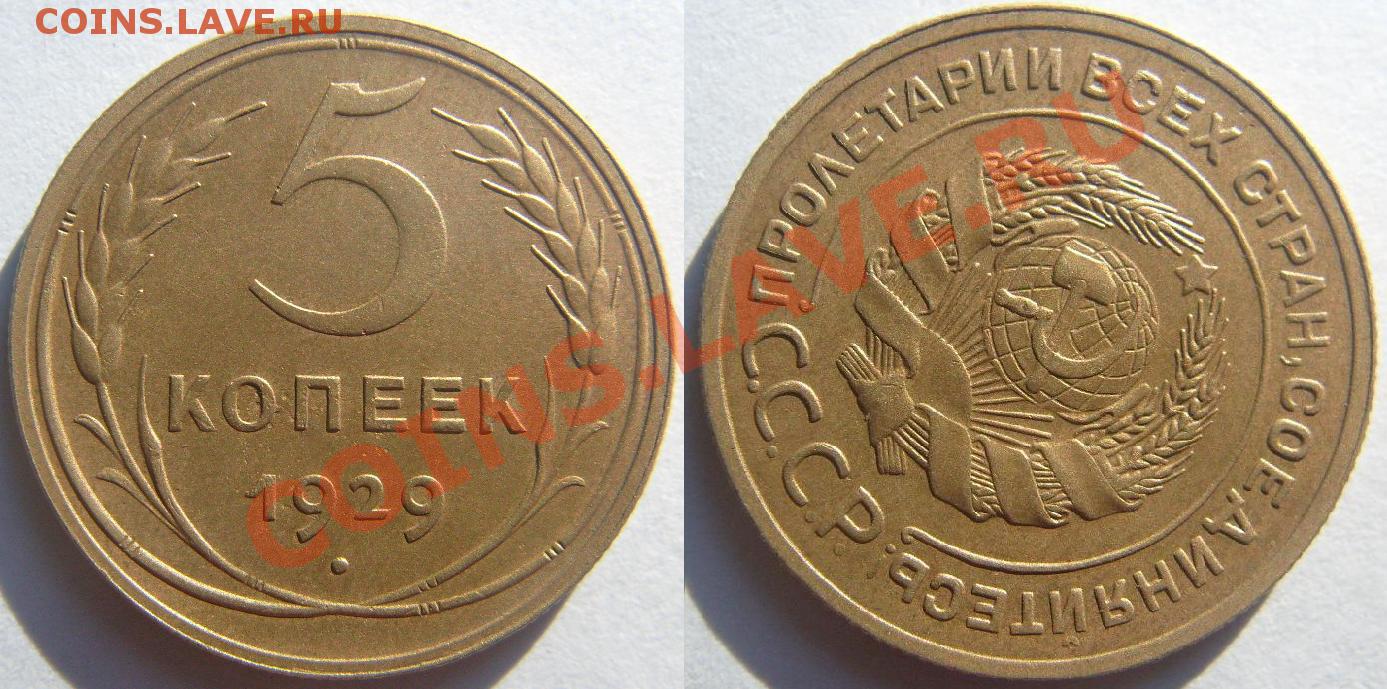 COINS.LAVE.RU
5
КОПЕЕК
1929
ПРОЛЕТАРИИ ВСЕХ СТРАН, СОЕДИНЯЙТЕСЬ!
С.С.С.Р.
COINS.LAVE.RU